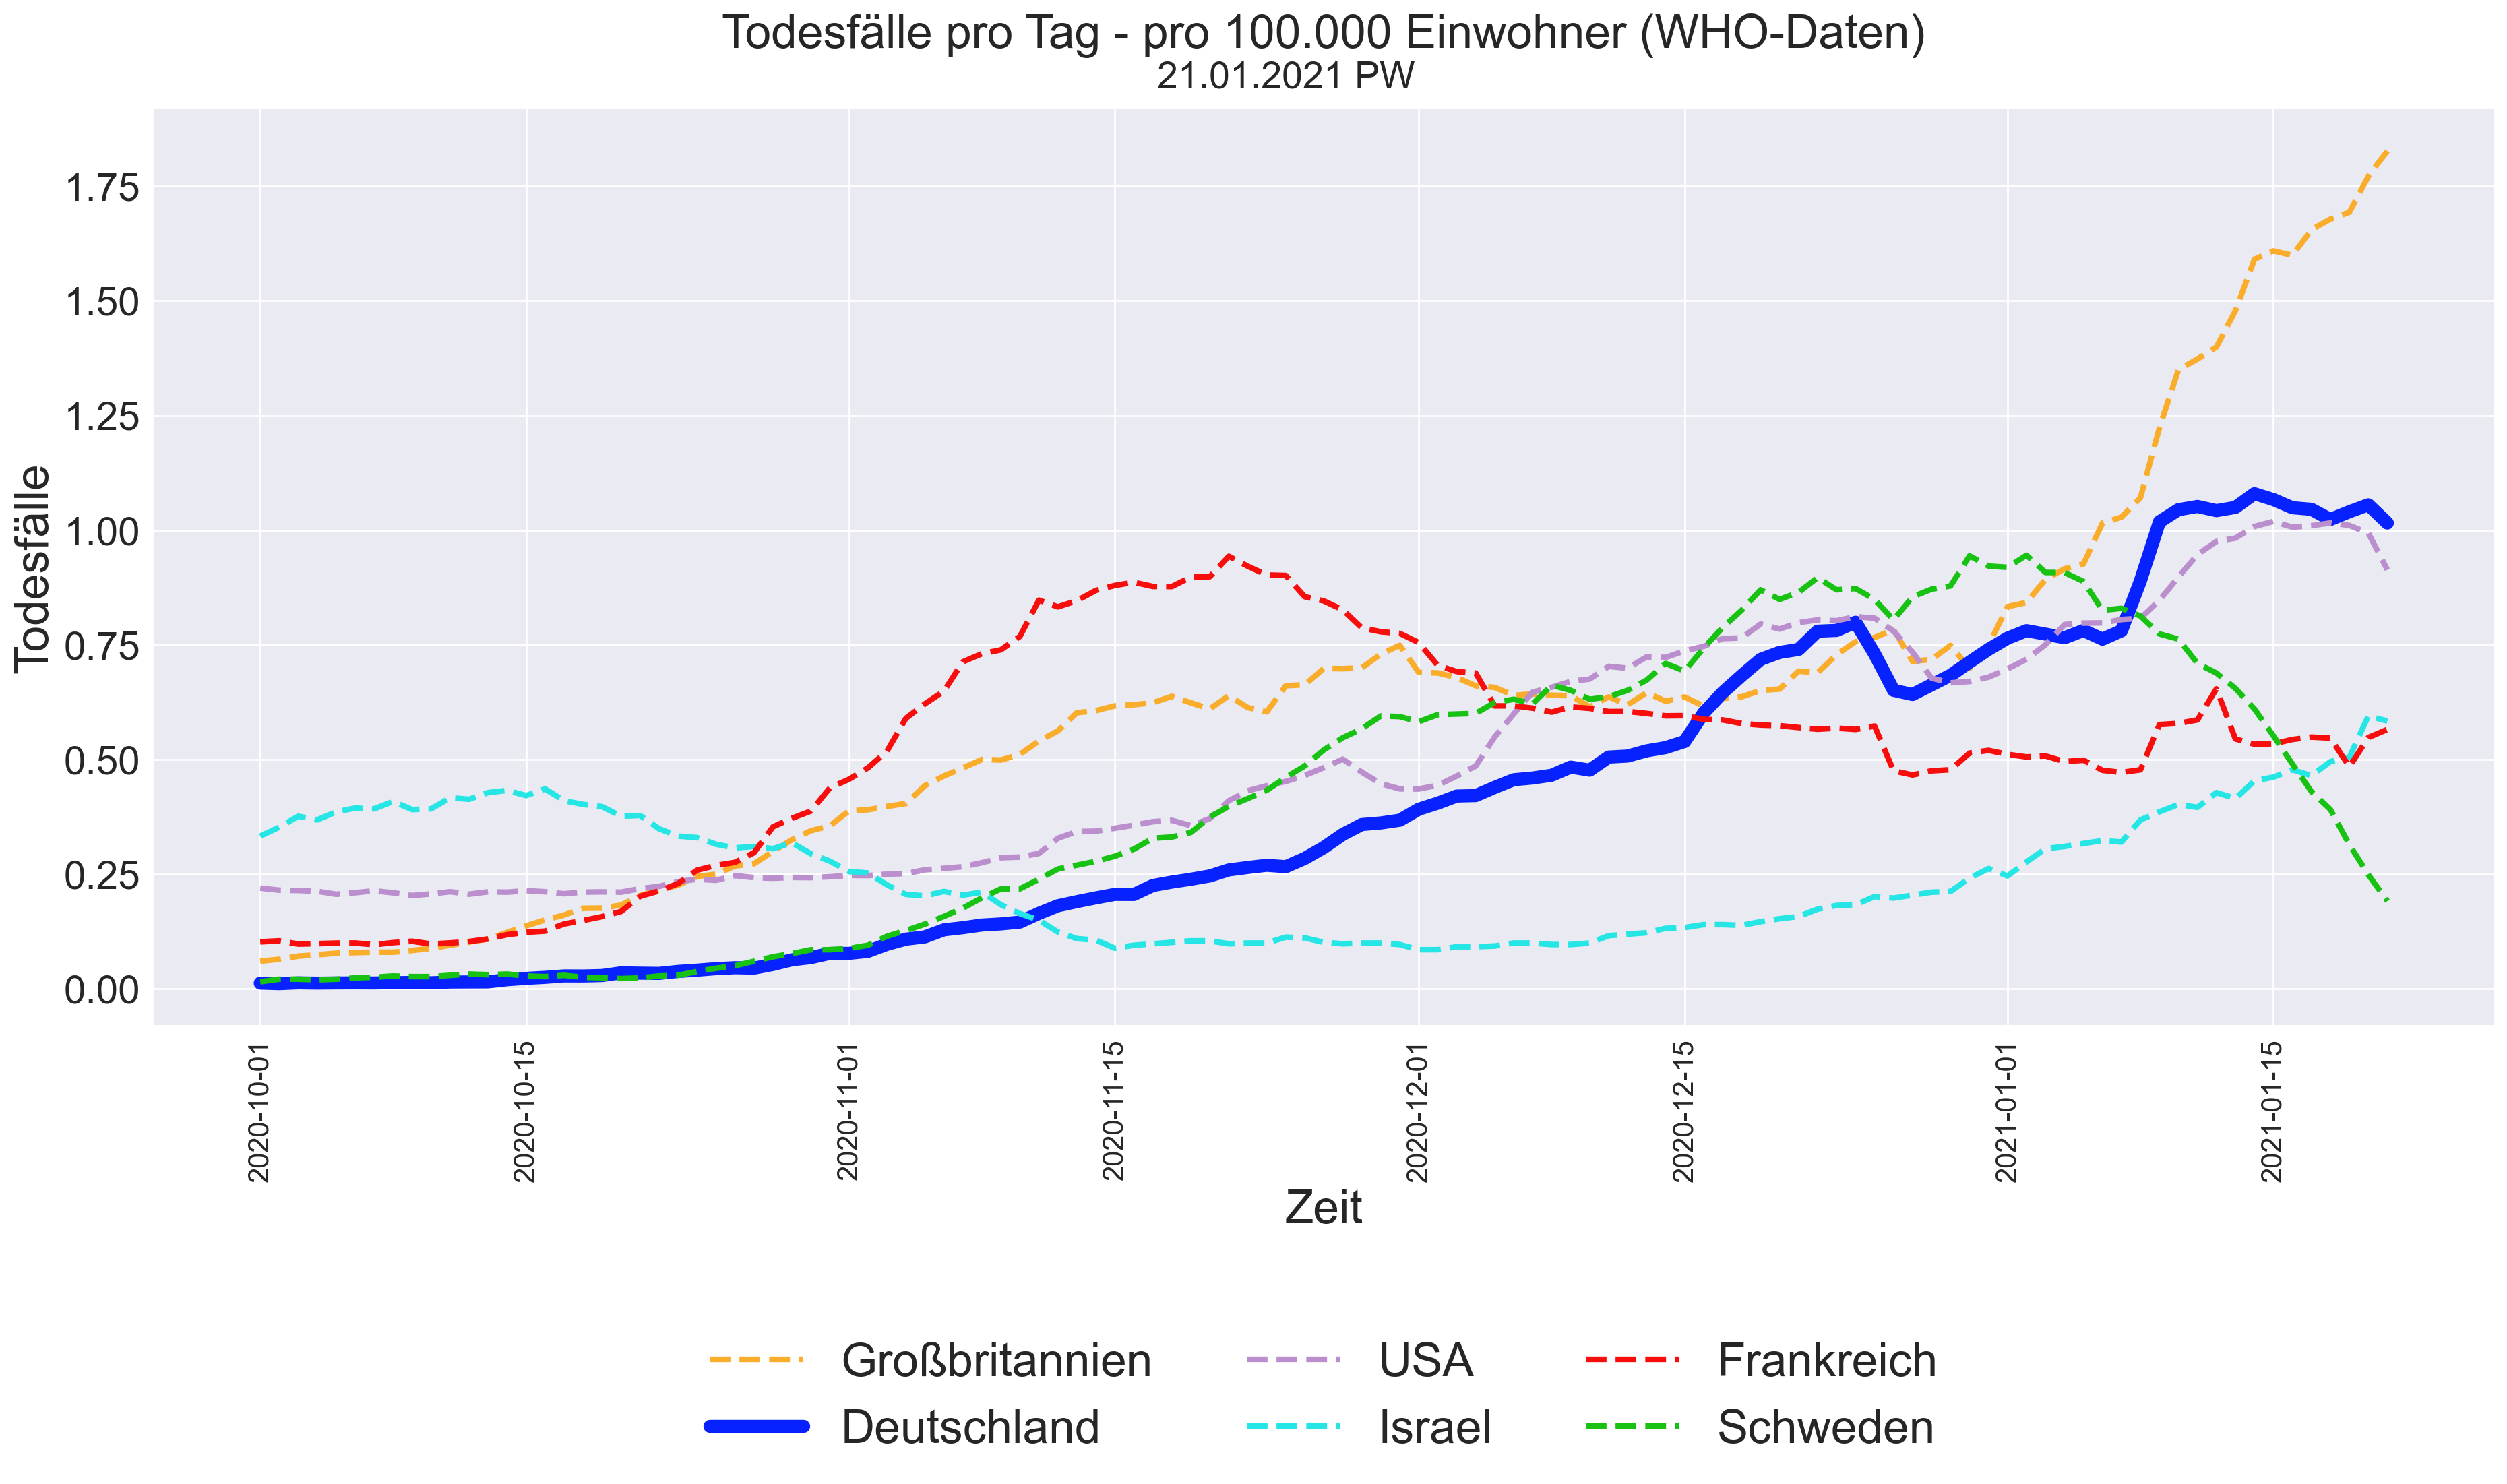 Todesfälle pro Tag - pro 100.000 Einwohner (WHO-Daten)
21.01.2021 PW
Todesfälle
1.75
1.50
1.25
1.00
0.75
0.50
0.25
0.00
2020-10-01
2020-10-15
2020-11-01
2020-11-15
2020-12-01
2020-12-15
2021-01-01
2021-01-15
Zeit
Großbritannien
USA
Frankreich
Deutschland
Israel
Schweden